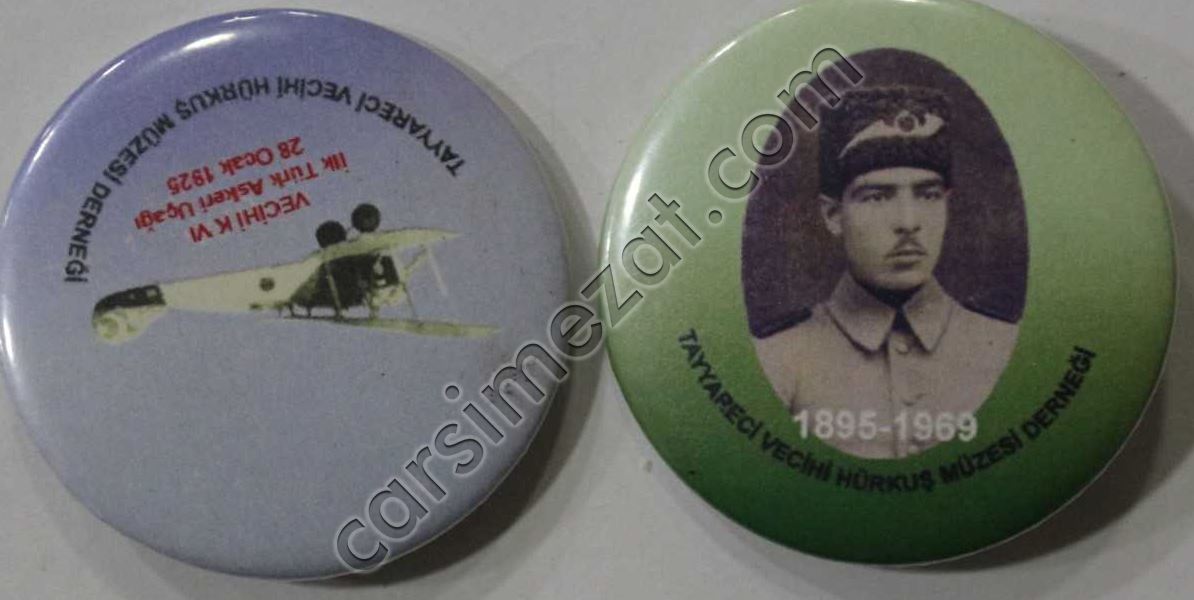 TAYYARECİ VECİHİ HÜRKUŞ MÜZESİ DERNEĞİ
VECİHİ K VI
İlk Türk Askeri Uçağı
28 Ocak 1925
1895-1969
TAYYARECİ VECİHİ HÜRKUŞ MÜZESİ DERNEĞİ
carsimezat.com